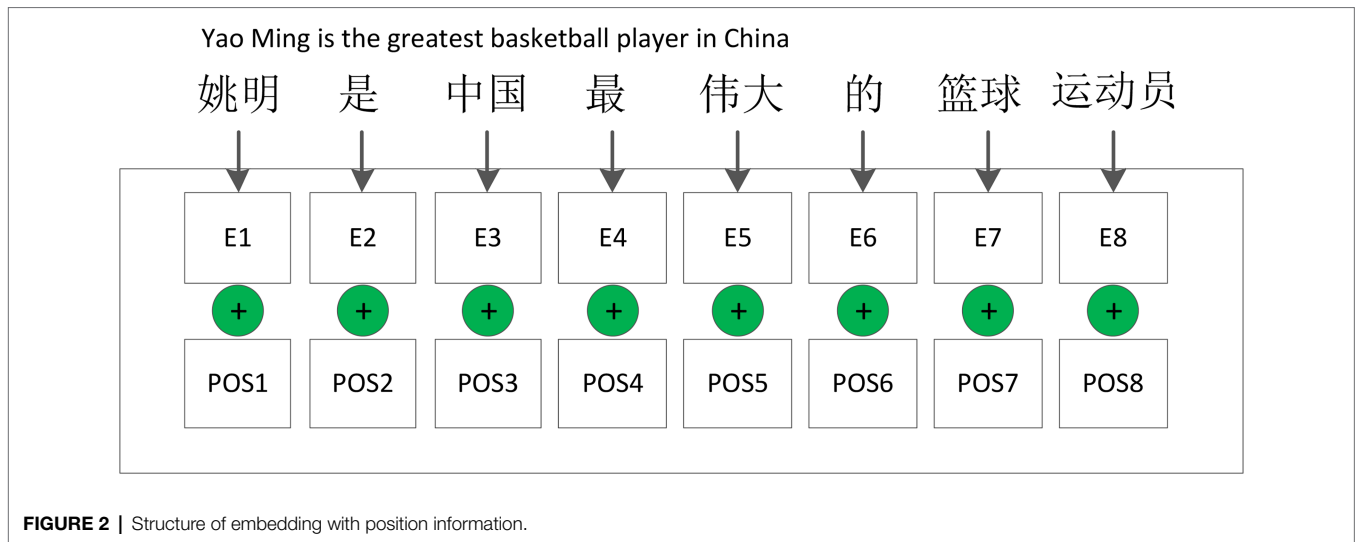 Yao Ming is the greatest basketball player in China
姚明 是 中国 最 伟大 的 篮球 运动员
E1 E2 E3 E4 E5 E6 E7 E8
+ + + + + + + +
POS1 POS2 POS3 POS4 POS5 POS6 POS7 POS8
FIGURE 2 | Structure of embedding with position information.